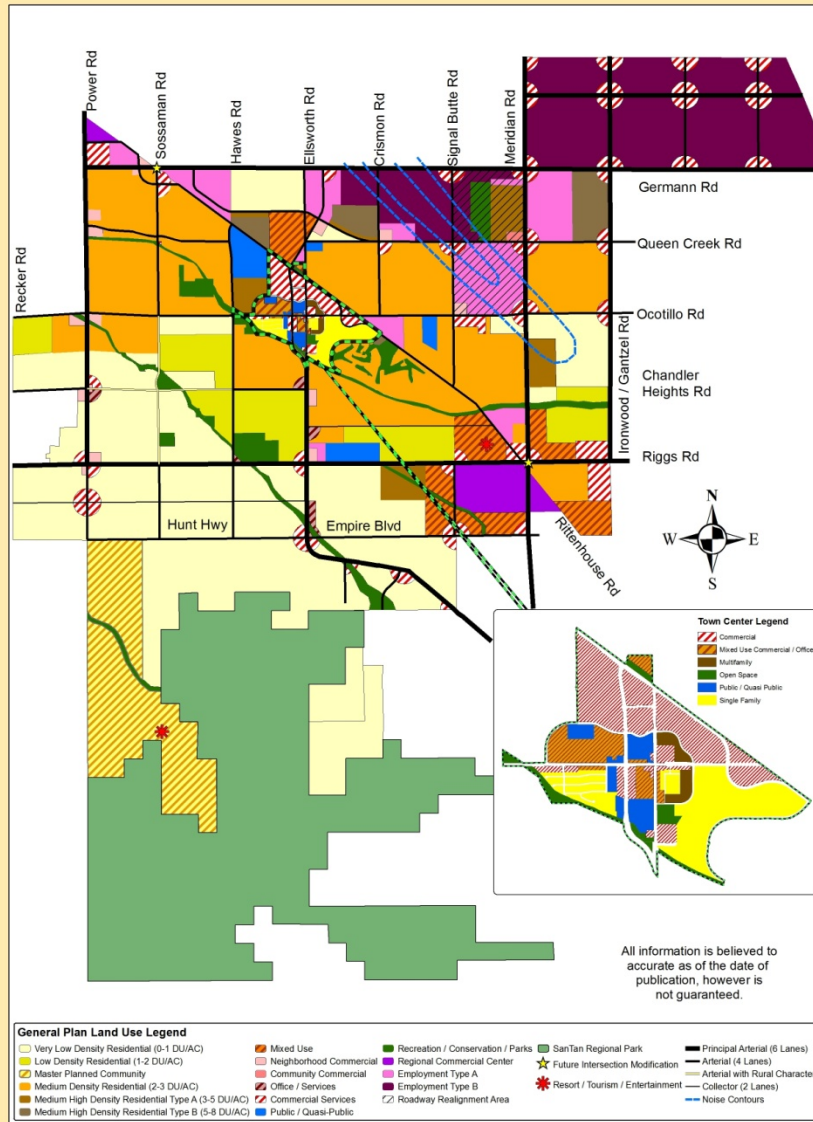 Power Rd
Sossaman Rd
Hawes Rd
Ellsworth Rd
Crismon Rd
Signal Butte Rd
Meridian Rd
Germann Rd
Queen Creek Rd
Recker Rd
Ocotillo Rd
Ironwood / Gantzel Rd
Chandler
Heights Rd
Riggs Rd
Hunt Hwy
Empire Blvd
Rittenhouse Rd
N
W
E
S
Town Center Legend
Commercial
Mixed Use Commercial / Office
Multifamily
Open Space
Public / Quasi Public
Single Family
All information is believed to
accurate as of the date of
publication, however is
not guaranteed.
General Plan Land Use Legend
Very Low Density Residential (0-1 DU/AC)
Low Density Residential (1-2 DU/AC)
Master Planned Community
Medium Density Residential (2-3 DU/AC)
Medium High Density Residential Type A (3-5 DU/AC)
Medium High Density Residential Type B (5-8 DU/AC)
Mixed Use
Neighborhood Commercial
Community Commercial
Office / Services
Commercial Services
Public / Quasi-Public
Recreation / Conservation / Parks
Regional Commercial Center
Employment Type A
Employment Type B
Roadway Realignment Area
SanTan Regional Park
Future Intersection Modification
Resort / Tourism / Entertainment
Principal Arterial (6 Lanes)
Arterial (4 Lanes)
Arterial with Rural Character
Collector (2 Lanes)
Noise Contours